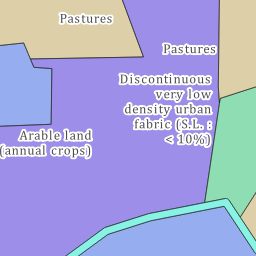 Pastures
Pastures
Discontinuous
very low
density urban
fabric (S.L. :
< 10%)
Arable land
(annual crops)